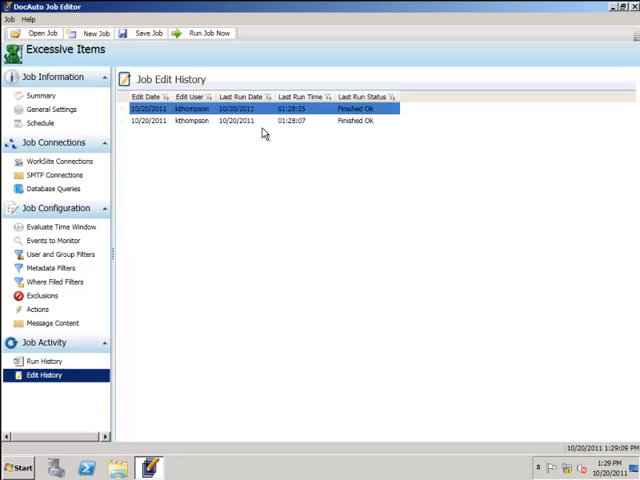 DocAuto Job Editor
Job Help
Open Job New Job Save Job Run Job Now
Excessive Items
Job Information
Summary
General Settings
Schedule
Job Connections
WorkSite Connections
SMTP Connections
Database Queries
Job Configuration
Evaluate Time Window
Events to Monitor
User and Group Filters
Metadata Filters
Where Filed Filters
Exclusions
Actions
Message Content
Job Activity
Run History
Edit History
Job Edit History
Edit Date Edit User Last Run Date Last Run Time Last Run Status
10/20/2011 kthompson 10/20/2011 01:28:25 Finished Ok
10/20/2011 kthompson 10/20/2011 01:28:07 Finished Ok
10/20/2011 1:29:09 PM
Start
1:29 PM
10/20/2011